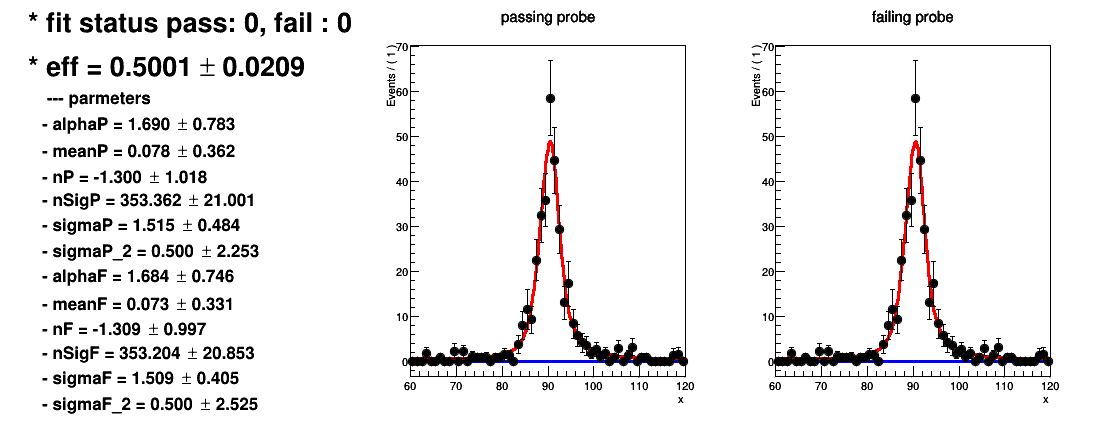 * fit status pass: 0, fail : 0
* eff = 0.5001 ± 0.0209
--- parmeters
- alphaP = 1.690 ± 0.783
- meanP = 0.078 ± 0.362
- nP = -1.300 ± 1.018
- nSigP = 353.362 ± 21.001
- sigmaP = 1.515 ± 0.484
- sigmaP_2 = 0.500 ± 2.253
- alphaF = 1.684 ± 0.746
- meanF = 0.073 ± 0.331
- nF = -1.309 ± 0.997
- nSigF = 353.204 ± 20.853
- sigmaF = 1.509 ± 0.405
- sigmaF_2 = 0.500 ± 2.525
passing probe
Events / ( 1 )
70
60
50
40
30
20
10
0
60 70 80 90 100 110 120
x
failing probe
Events / ( 1 )
70
60
50
40
30
20
10
0
60 70 80 90 100 110 120
x